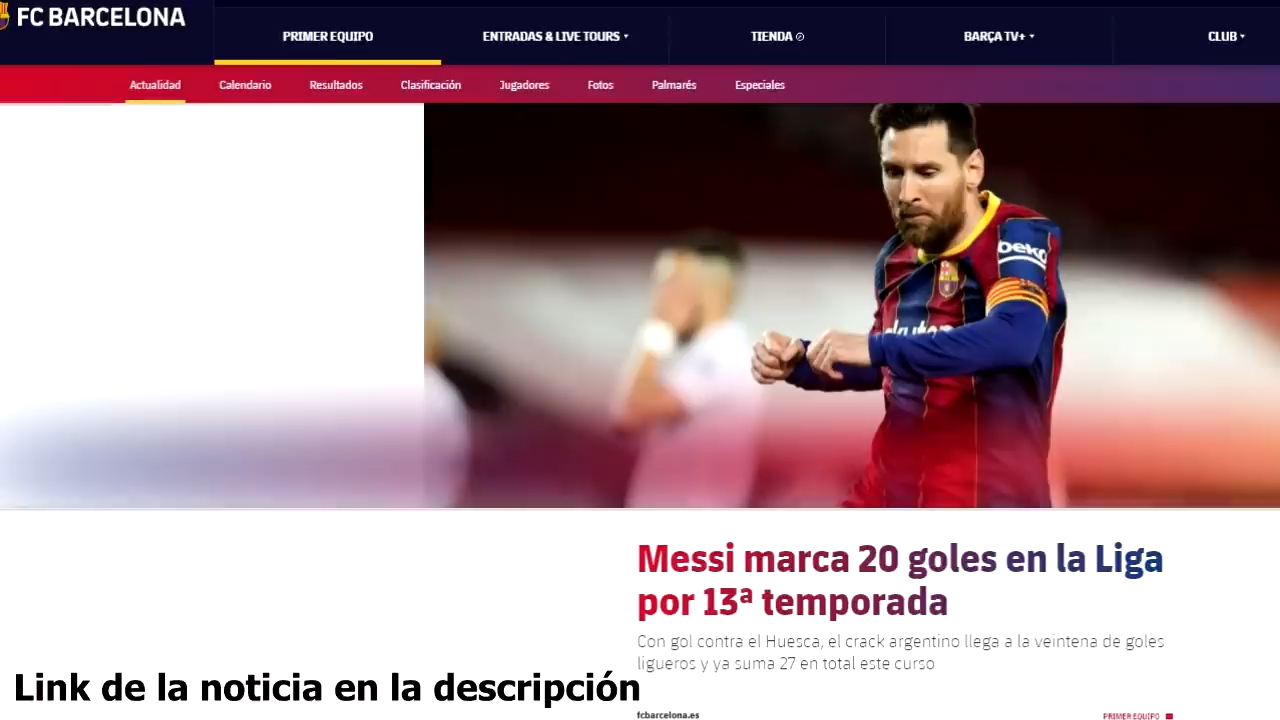 FC BARCELONA
PRIMER EQUIPO
ENTRADAS & LIVE TOURS
TIENDA
BARÇA TV+
CLUB
Actualidad
Calendario
Resultados
Clasificación
Jugadores
Fotos
Palmarés
Especiales
beko
Messi marca 20 goles en la Liga
por 13ª temporada
Con gol contra el Huesca, el crack argentino llega a la veintena de goles
ligueros y ya suma 27 en total este curso
Link de la noticia en la descripción
fcbarcelona.es
PRIMER EQUIPO